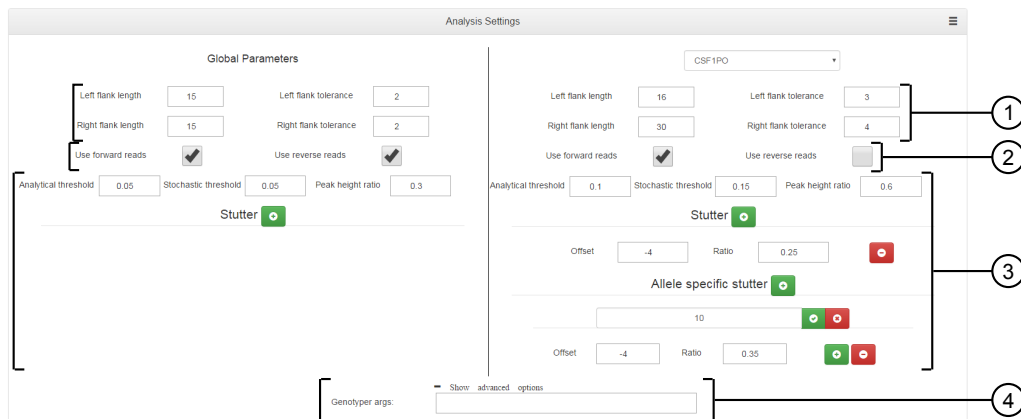 Analysis Settings
Global Parameters
CSF1PO
Left flank length 15 Left flank tolerance 2
Right flank length 15 Right flank tolerance 2
Use forward reads Use reverse reads
Analytical threshold 0.05 Stochastic threshold 0.05 Peak height ratio 0.3
Stutter
Left flank length 16 Left flank tolerance 3
Right flank length 30 Right flank tolerance 4
Use forward reads Use reverse reads
Analytical threshold 0.1 Stochastic threshold 0.15 Peak height ratio 0.6
Stutter
Offset -4 Ratio 0.25
Allele specific stutter
10
Offset -4 Ratio 0.35
Show advanced options
Genotyper args:
1
2
3
4